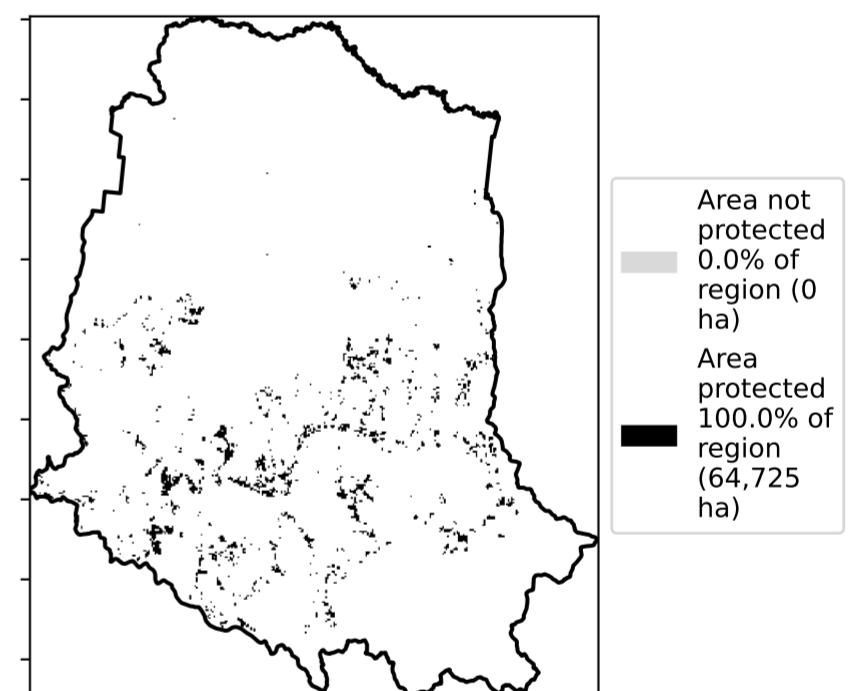 Area not
protected
0.0% of
region (0
ha)
Area
protected
100.0% of
region
(64,725
ha)